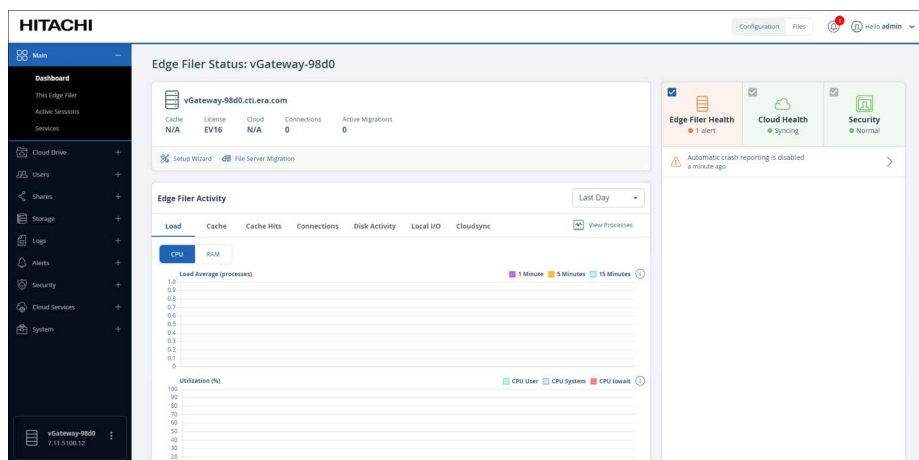 HITACHI
Configuration Files 1 Hello admin
Main
Dashboard
This Edge Filer
Active Sessions
Services
Cloud Drive
Users
Shares
Storage
Logs
Alerts
Security
Cloud Services
System
vGateway-98d0
7.11.5100.12
Edge Filer Status: vGateway-98d0
vGateway-98d0.cti.era.com
Cache License Cloud Connections Active Migrations
N/A EV16 N/A 0 0
Setup Wizard File Server Migration
Edge Filer Health Cloud Health Security
1 alert Syncing Normal
Automatic crash reporting is disabled
a minute ago
Edge Filer Activity Last Day
Load Cache Cache Hits Connections Disk Activity Local I/O Cloudsync View Processes
CPU RAM
Load Average (processes) 1 Minute 5 Minutes 15 Minutes
1.0
0.9
0.8
0.7
0.6
0.5
0.4
0.3
0.2
0.1
0
Utilization (%) CPU User CPU System CPU Iowait
100
90
80
70
60
50
40
30
20